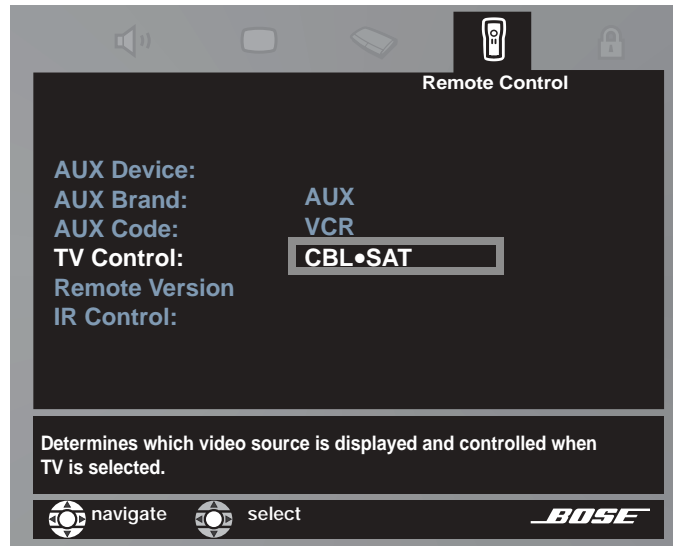 Remote Control
AUX Device:
AUX Brand: AUX
AUX Code: VCR
TV Control: CBL•SAT
Remote Version
IR Control:
Determines which video source is displayed and controlled when
TV is selected.
navigate select BOSE